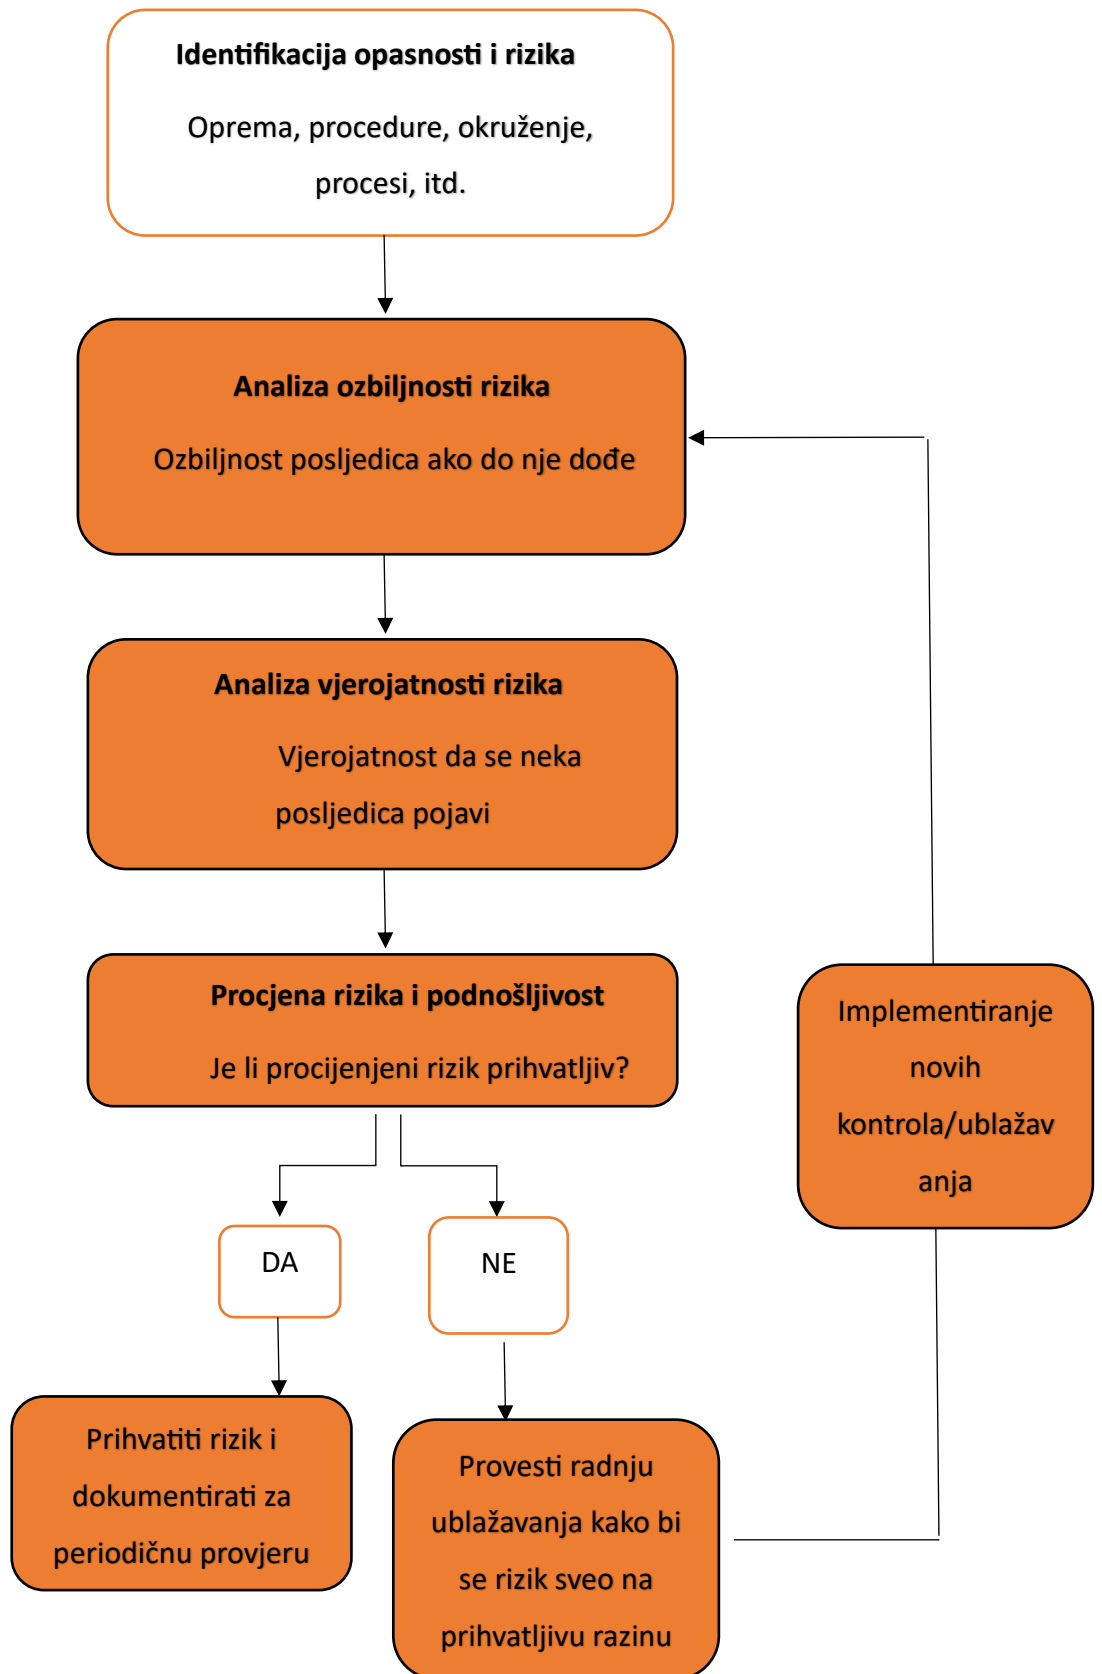 Identifikacija opasnosti i rizika
Oprema, procedure, okruženje,
procesi, itd.
Analiza ozbiljnosti rizika
Ozbiljnost posljedica ako do nje dođe
Analiza vjerojatnosti rizika
Vjerojatnost da se neka
posljedica pojavi
Procjena rizika i podnošljivost
Je li procijenjeni rizik prihvatljiv?
Implementiranje
novih
kontrola/ublažav
anja
DA
NE
Prihvatiti rizik i
dokumentirati za
periodičnu provjeru
Provesti radnju
ublažavanja kako bi
se rizik sveo na
prihvatljivu razinu